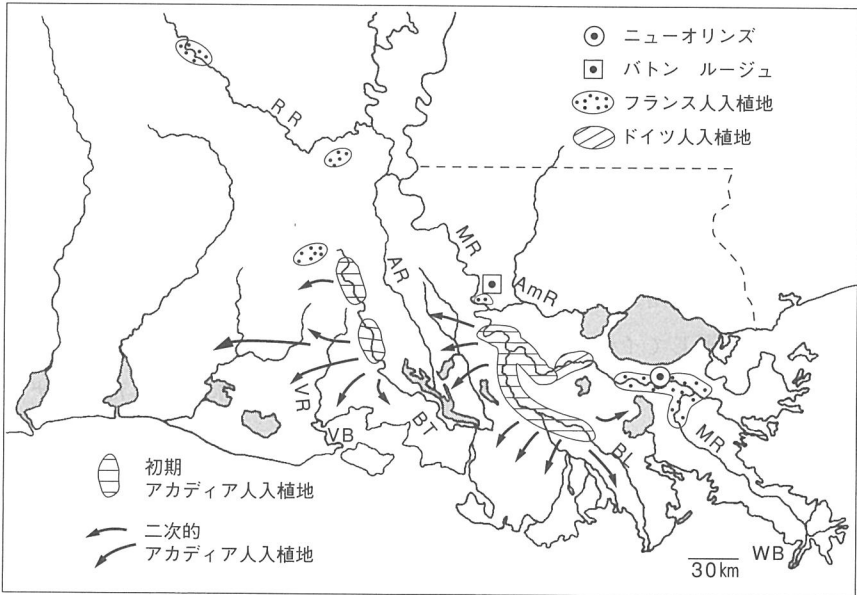 ニューオリンズ
バトン ルージュ
フランス人入植地
ドイツ人入植地
RR
MR
AR
AmR
VR
BT
VB
BL
MR
WB
初期
アカディア人入植地
二次的
アカディア人入植地
30km